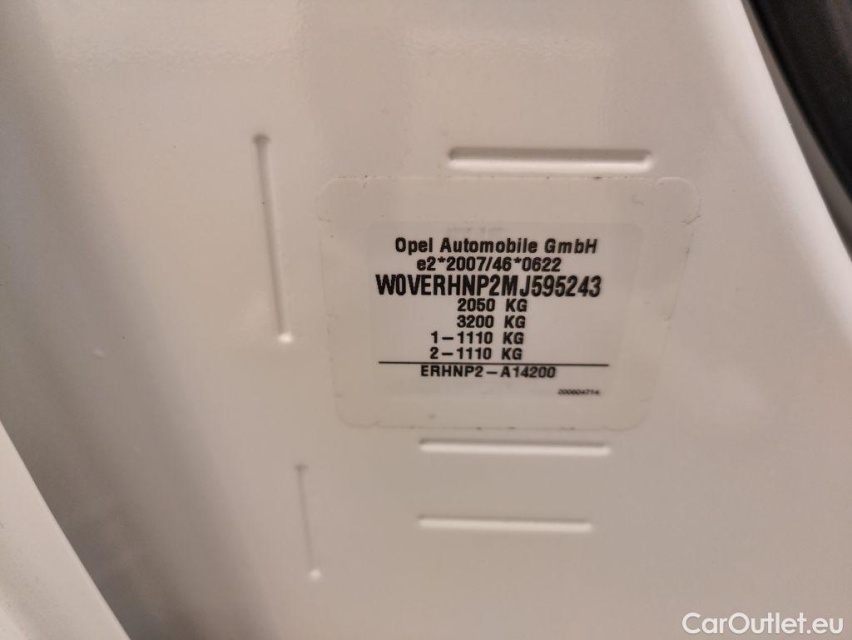 Opel Automobile GmbH
e2*2007/46*0622
W0VERHNP2MJ595243
2050 KG
3200 KG
1-1110 KG
2-1110 KG
ERHNP2-A14200
CarOutlet.eu